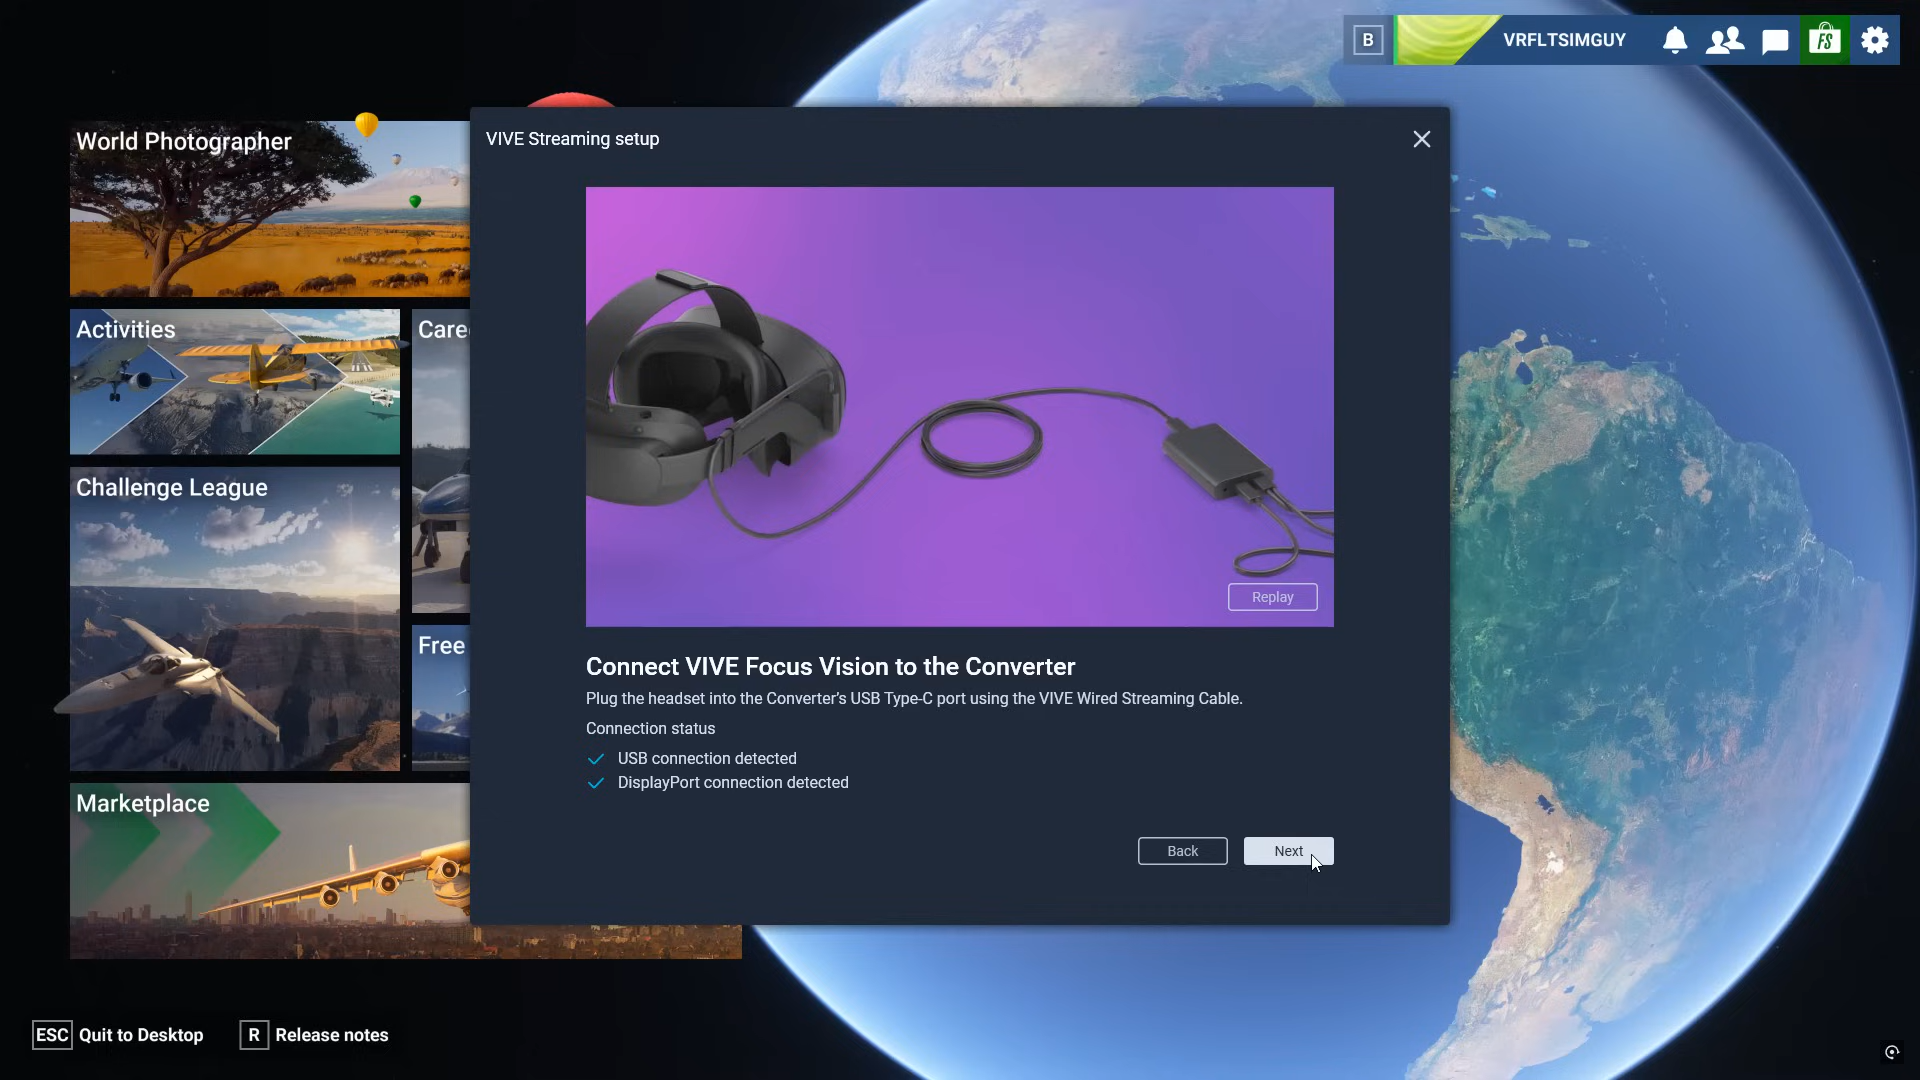 B
VRFLTSIMGUY
FS
World Photographer
Activities
Care
Challenge League
Free
Marketplace
VIVE Streaming setup
Replay
Connect VIVE Focus Vision to the Converter
Plug the headset into the Converter’s USB Type-C port using the VIVE Wired Streaming Cable.
Connection status
USB connection detected
DisplayPort connection detected
Back
Next
ESC Quit to Desktop
R Release notes